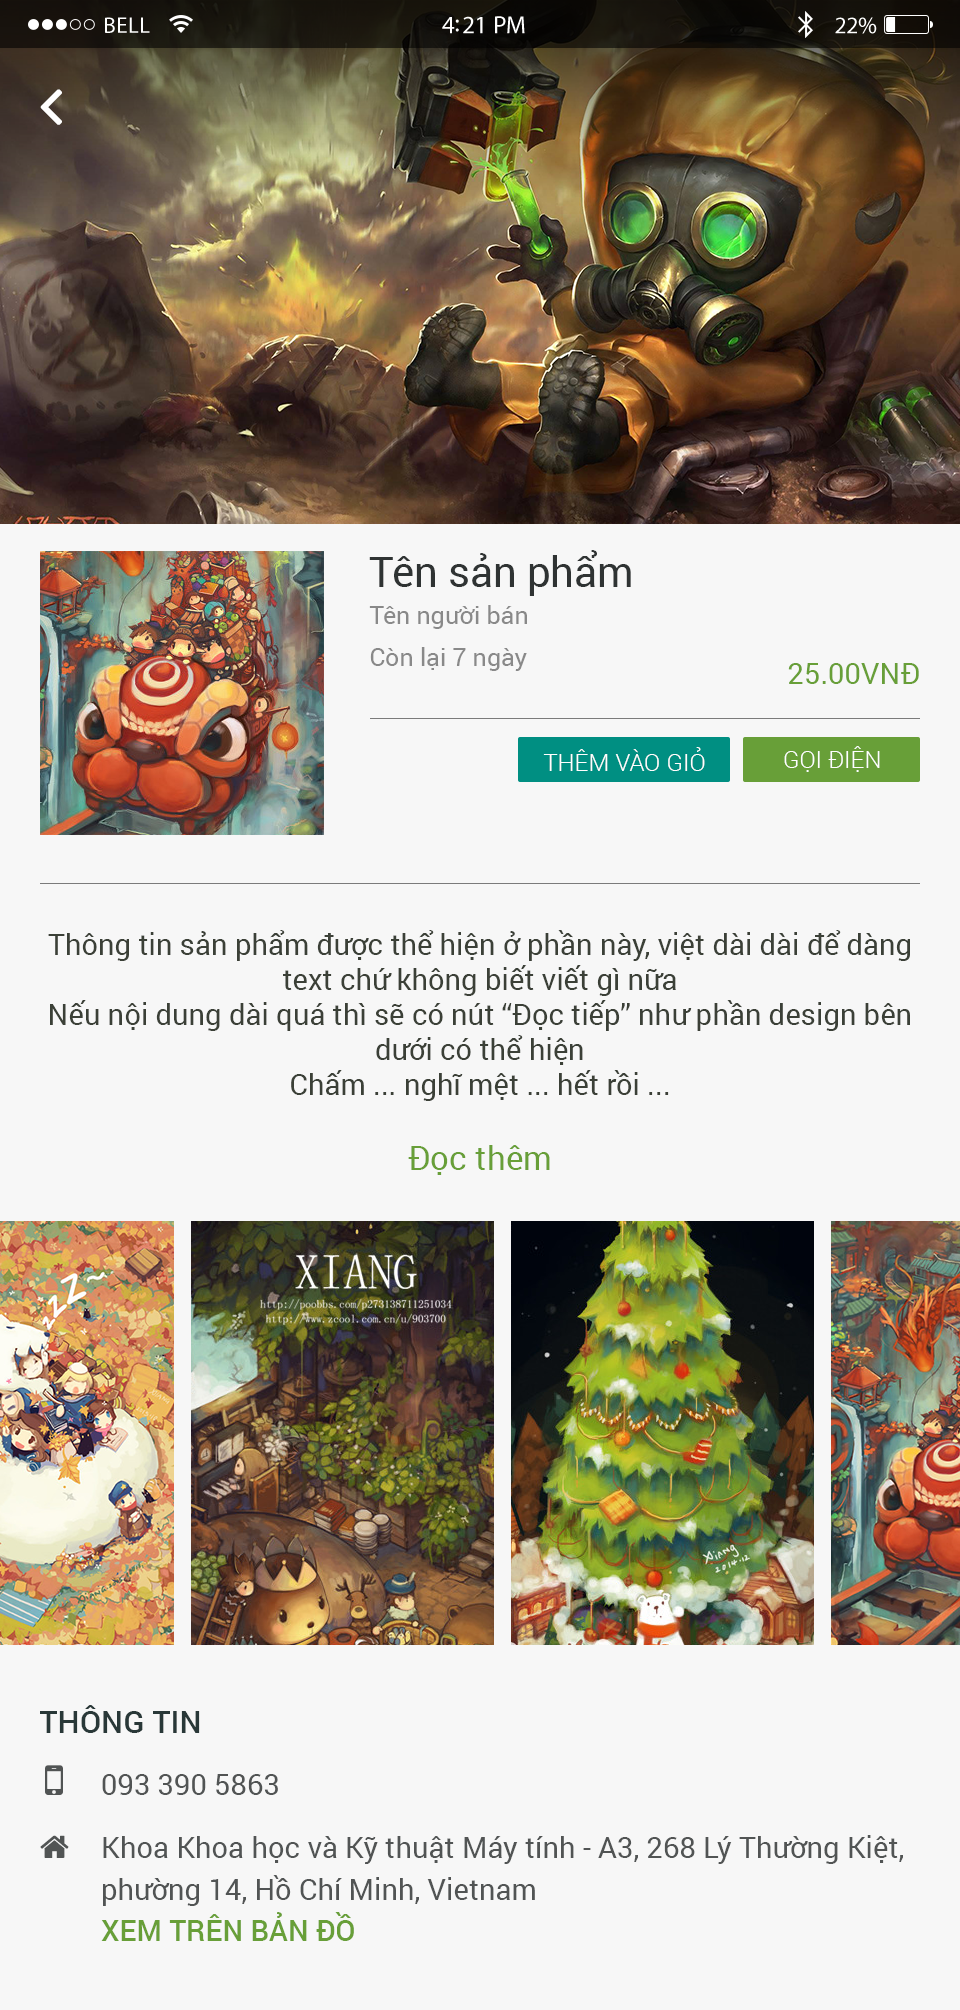 BELL
4:21 PM
22%
Tên sản phẩm
Tên người bán
Còn lại 7 ngày
25.00VNĐ
THÊM VÀO GIỎ
GỌI ĐIỆN
Thông tin sản phẩm được thể hiện ở phần này, việt dài dài để dàng
text chứ không biết viết gì nữa
Nếu nội dung dài quá thì sẽ có nút “Đọc tiếp” như phần design bên
dưới có thể hiện
Chấm ... nghĩ mệt ... hết rồi ...
Đọc thêm
zzZ~
XIANG
http://poobbs.com/p273138711251034
http://www.zcool.com.cn/u/903700
Xiang
2014.12
THÔNG TIN
093 390 5863
Khoa Khoa học và Kỹ thuật Máy tính - A3, 268 Lý Thường Kiệt,
phường 14, Hồ Chí Minh, Vietnam
XEM TRÊN BẢN ĐỒ